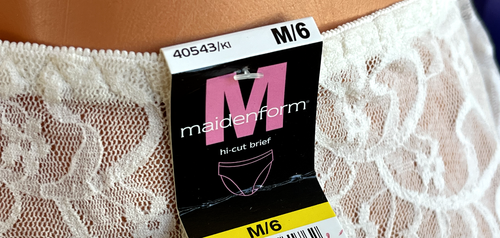 40543/KI M/6
M
maidenform®
hi-cut brief
M/6